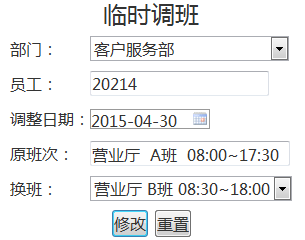 临时调班
部门： 客户服务部
员工： 20214
调整日期： 2015-04-30
原班次： 营业厅 A班 08:00~17:30
换班： 营业厅 B班 08:30~18:00
修改 重置